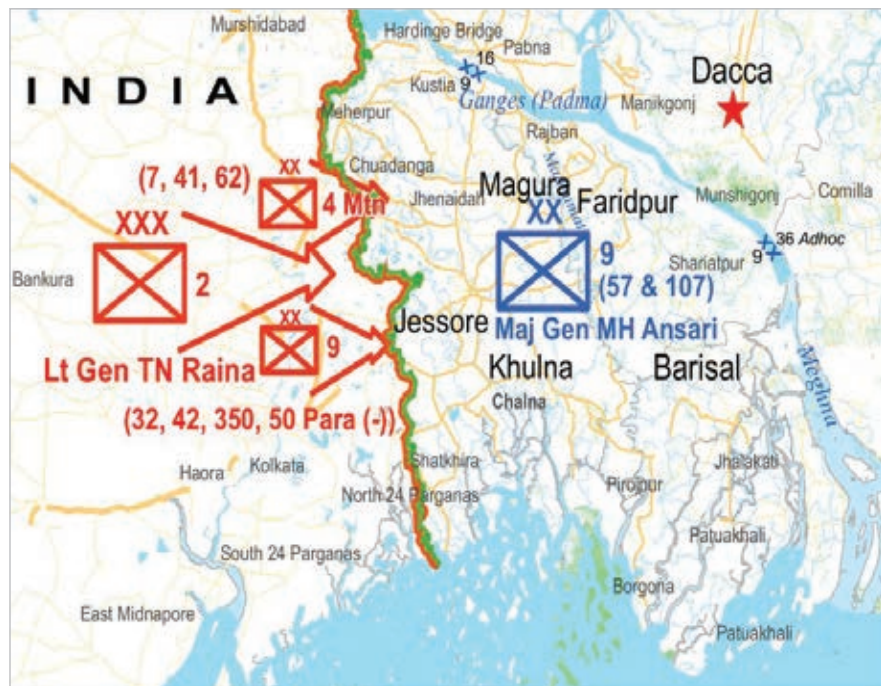 Murshidabad
Hardinge Bridge
Pabna
INDIA
16
XX
9
Kustia
Ganges (Padma)
Dacca
Manikgonj
Meherpur
Rajbari
Chuadanga
XX
(7, 41, 62)
4 Mtn
Jhenaidah
Magura
Faridpur
Munshigonj
Comilla
XXX
2
Bankura
XX
9
(57 & 107)
Maj Gen MH Ansari
36 Adhoc
XX
9
Shariatpur
XX
9
Jessore
Lt Gen TN Raina
Khulna
Barisal
Meghna
Chalna
(32, 42, 350, 50 Para (-))
Shatkhira
Haora
Kolkata
North 24 Parganas
Pirojpur
Jhalakati
Patuakhali
South 24 Parganas
Borgona
East Midnapore
Patuakhali